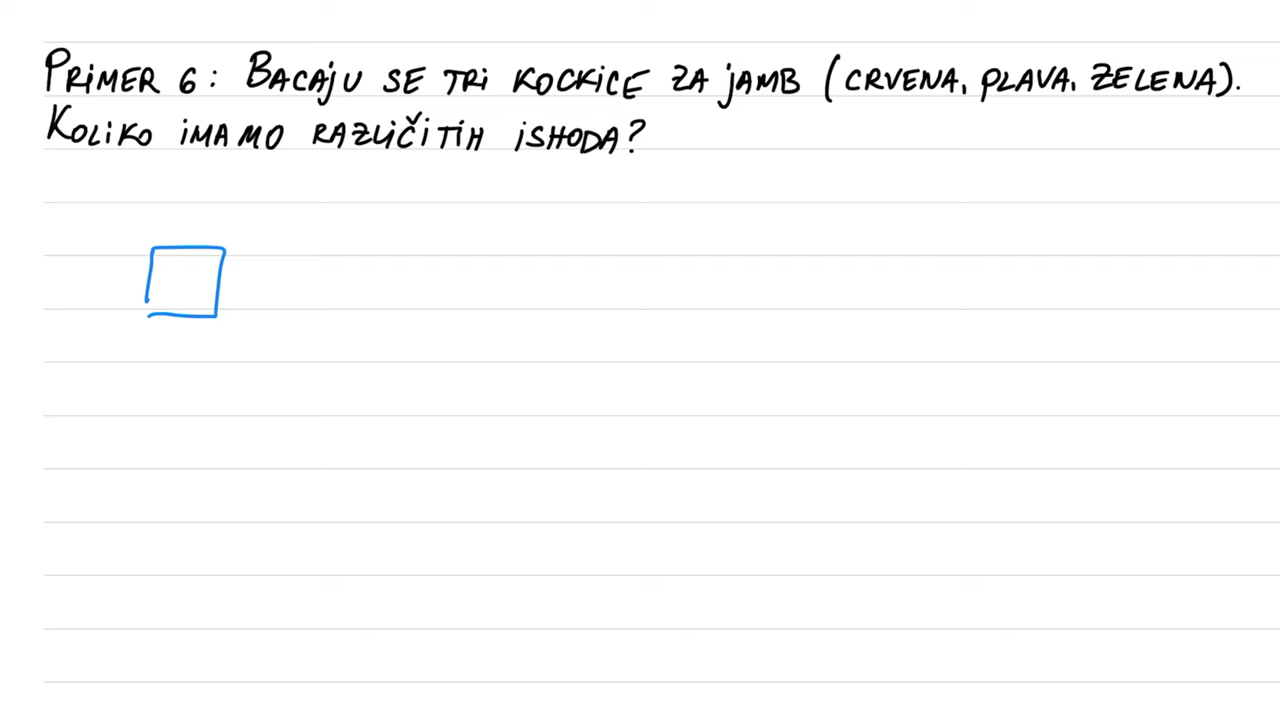 PRIMER 6: BACAJU SE TRI KOCKICE ZA JAMB (CRVENA, PLAVA, ZELENA).
KOLIKO IMAMO RAZLIČITIH ISHODA?